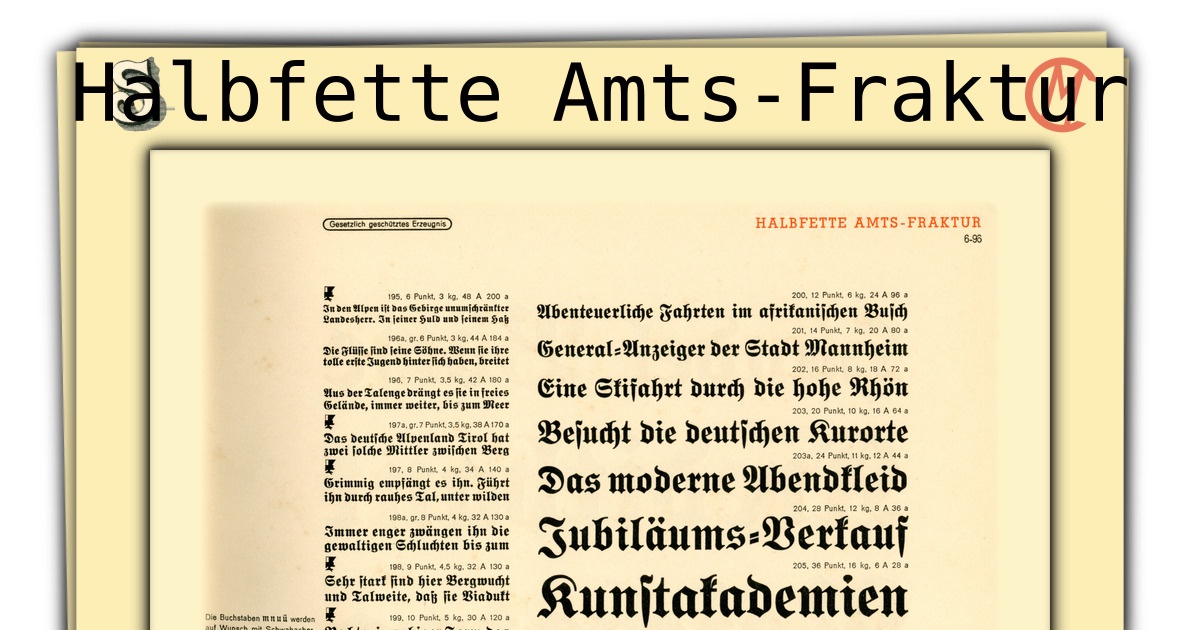 Halbfette Amts-Fraktur
Gesetzlich geschütztes Erzeugnis
HALBFETTE AMTS-FRAKTUR
6-96
195, 6 Punkt, 3 kg, 48 A 200 a
In den Alpen iſt das Gebirge unumſchränkter
Landesherr. In ſeiner Huld und ſeinem Haß
196a, gr. 6 Punkt, 3 kg, 44 A 184 a
Die Flüſſe ſind ſeine Söhne. Wenn ſie ihre
tolle erſte Jugend hinter ſich haben, breitet
196, 7 Punkt, 3,5 kg, 42 A 180 a
Aus der Talenge drängt es ſie in freies
Gelände, immer weiter, bis zum Meer
197a, gr. 7 Punkt, 3,5 kg, 38 A 170 a
Das deutſche Alpenland Tirol hat
zwei ſolche Mittler zwiſchen Berg
197, 8 Punkt, 4 kg, 34 A 140 a
Grimmig empfängt es ihn. Führt
ihn durch rauhes Tal, unter wilden
198a, gr. 8 Punkt, 4 kg, 32 A 130 a
Immer enger zwängen ihn die
gewaltigen Schluchten bis zum
198, 9 Punkt, 4,5 kg, 32 A 130 a
Sehr ſtark ſind hier Bergwucht
und Talweite, daß ſie Viadukt
199, 10 Punkt, 5 kg, 30 A 120 a
Die Buchstaben m n u ü werden
auf Wunsch mit Schwabacher
200, 12 Punkt, 6 kg, 24 A 96 a
Abenteuerliche Fahrten im afrikaniſchen Buſch
201, 14 Punkt, 7 kg, 20 A 80 a
General-Anzeiger der Stadt Mannheim
202, 16 Punkt, 8 kg, 18 A 72 a
Eine Skifahrt durch die hohe Rhön
203, 20 Punkt, 10 kg, 16 A 64 a
Beſucht die deutſchen Kurorte
203a, 24 Punkt, 11 kg, 12 A 44 a
Das moderne Abendkleid
204, 28 Punkt, 12 kg, 8 A 36 a
Jubiläums-Verkauf
205, 36 Punkt, 16 kg, 6 A 28 a
Kunſtakademien